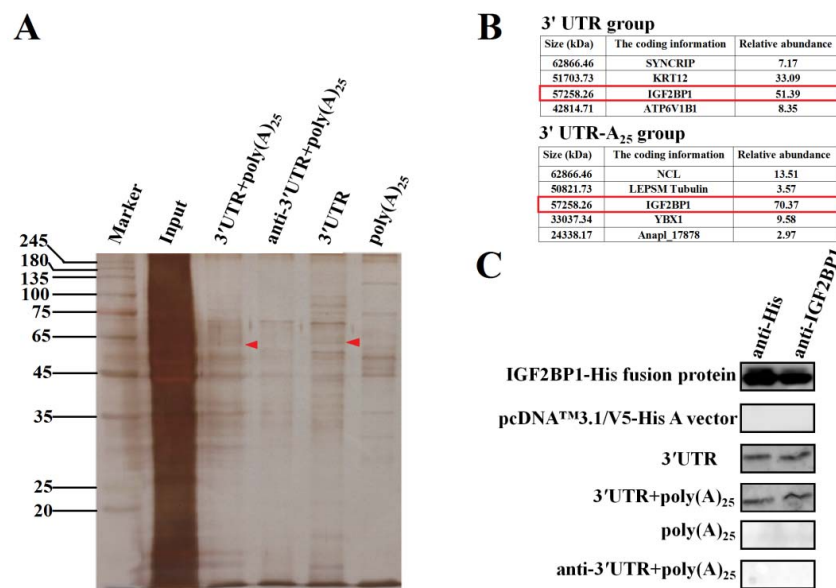 A
Marker
Input
3′UTR+poly(A)25
anti-3′UTR+poly(A)25
3′UTR
poly(A)25
245
180
135
100
75
65
45
35
25
20
B
3′ UTR group
Size (kDa) The coding information Relative abundance
62866.46 SYNCRIP 7.17
51703.73 KRT12 33.09
57258.26 IGF2BP1 51.39
42814.71 ATP6V1B1 8.35
3′ UTR-A25 group
Size (kDa) The coding information Relative abundance
62866.46 NCL 13.51
50821.73 LEPSM Tubulin 3.57
57258.26 IGF2BP1 70.37
33037.34 YBX1 9.58
24338.17 Anapl_17878 2.97
C
anti-His
anti-IGF2BP1
IGF2BP1-His fusion protein
pcDNA™3.1/V5-His A vector
3′UTR
3′UTR+poly(A)25
poly(A)25
anti-3′UTR+poly(A)25